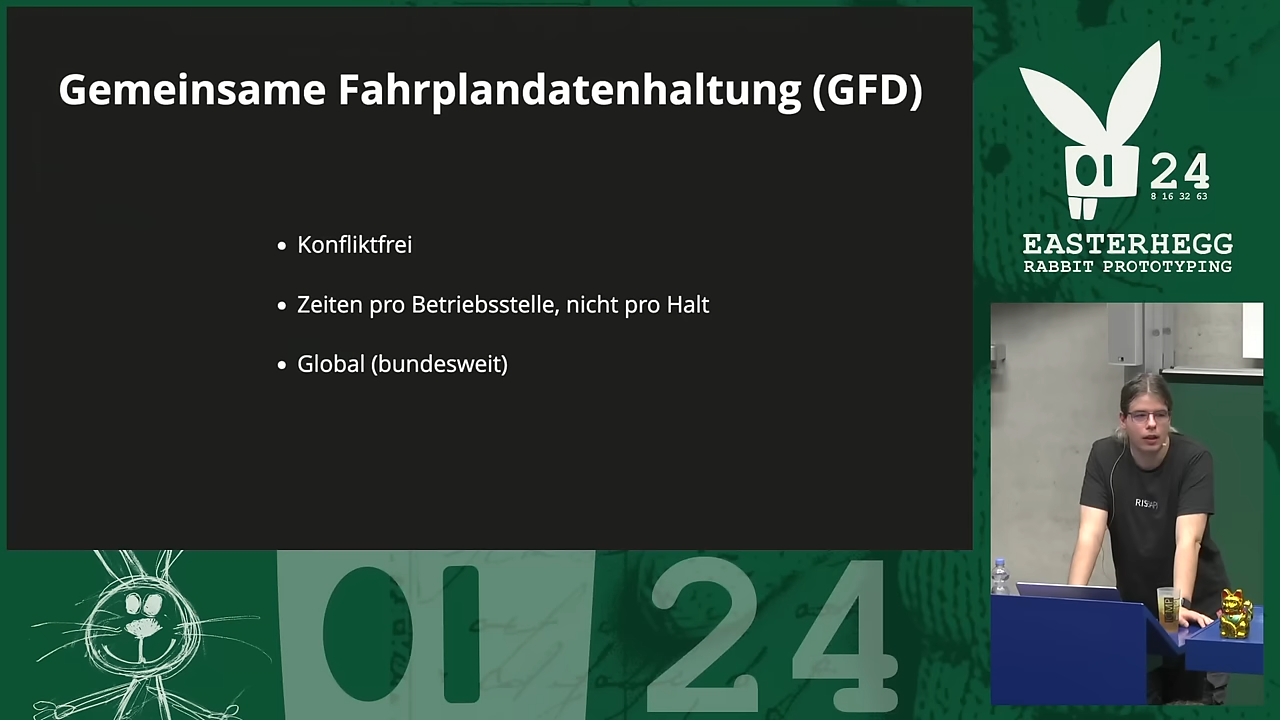 Gemeinsame Fahrplandatenhaltung (GFD)
Konfliktfrei
Zeiten pro Betriebsstelle, nicht pro Halt
Global (bundesweit)
24
8 16 32 63
EASTERHEGG
RABBIT PROTOTYPING
RIS
24